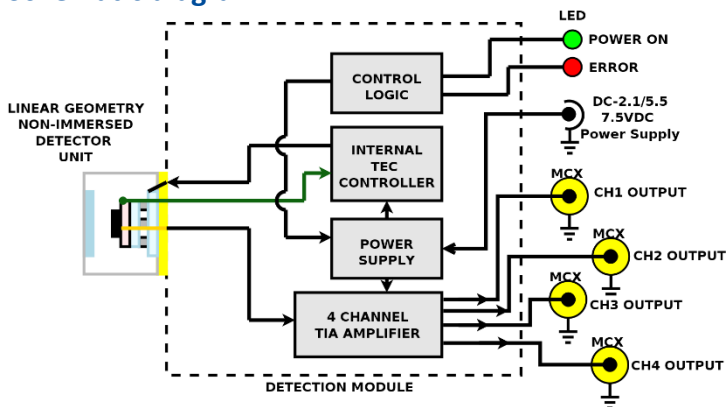 LED
POWER ON
ERROR
CONTROL
LOGIC
DC-2.1/5.5
7.5VDC
Power Supply
LINEAR GEOMETRY
NON-IMMERSED
DETECTOR
UNIT
INTERNAL
TEC
CONTROLLER
MCX
CH1 OUTPUT
POWER
SUPPLY
MCX
CH2 OUTPUT
MCX
CH3 OUTPUT
4 CHANNEL
TIA AMPLIFIER
MCX
CH4 OUTPUT
DETECTION MODULE